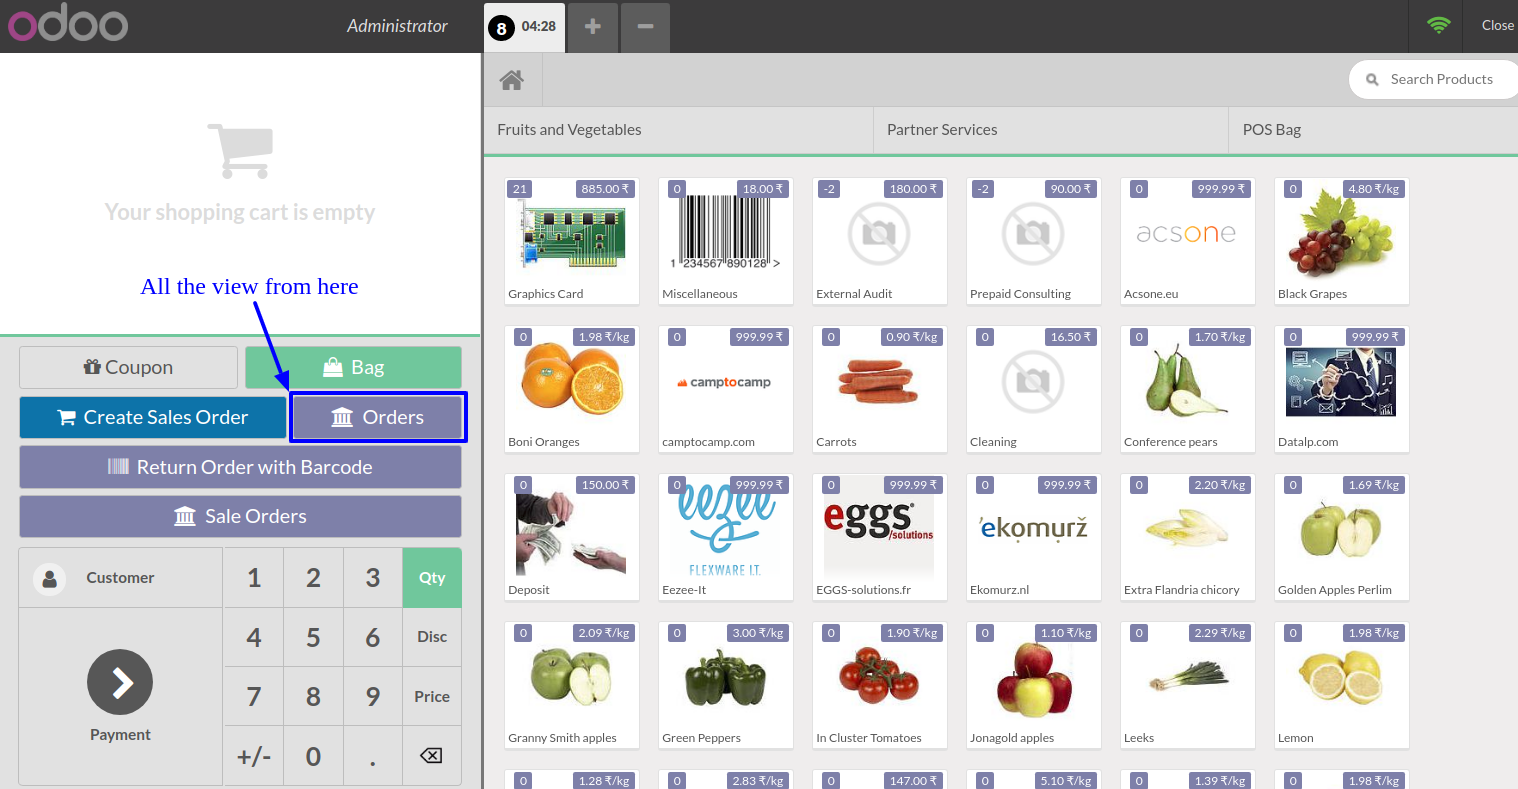 odoo
Administrator
8 04:28
+
−
Close
Search Products
Your shopping cart is empty
All the view from here
Coupon
Bag
Create Sales Order
Orders
Return Order with Barcode
Sale Orders
Customer
1 2 3 Qty
4 5 6 Disc
7 8 9 Price
+/- 0 .
Payment
Fruits and Vegetables
Partner Services
POS Bag
21 885.00 ₹
Graphics Card
0 18.00 ₹
1 234567 890128 >
Miscellaneous
-2 180.00 ₹
External Audit
-2 90.00 ₹
Prepaid Consulting
0 999.99 ₹
acsone
Acsone.eu
0 4.80 ₹/kg
Black Grapes
0 1.98 ₹/kg
Boni Oranges
0 999.99 ₹
camptocamp
camptocamp.com
0 0.90 ₹/kg
Carrots
0 16.50 ₹
Cleaning
0 1.70 ₹/kg
Conference pears
0 999.99 ₹
Datalp.com
0 150.00 ₹
Deposit
0 999.99 ₹
eezee
FLEXWARE I.T.
Eezee-It
0 999.99 ₹
eggs
/solutions
EGGS-solutions.fr
0 999.99 ₹
'ekomurż
Ekomurz.nl
0 2.20 ₹/kg
Extra Flandria chicory
0 1.69 ₹/kg
Golden Apples Perlim
0 2.09 ₹/kg
Granny Smith apples
0 3.00 ₹/kg
Green Peppers
0 1.90 ₹/kg
In Cluster Tomatoes
0 1.10 ₹/kg
Jonagold apples
0 2.29 ₹/kg
Leeks
0 1.98 ₹/kg
Lemon
0 1.28 ₹/kg
0 2.83 ₹/kg
0 147.00 ₹
0 5.10 ₹/kg
0 1.39 ₹/kg
0 1.98 ₹/kg